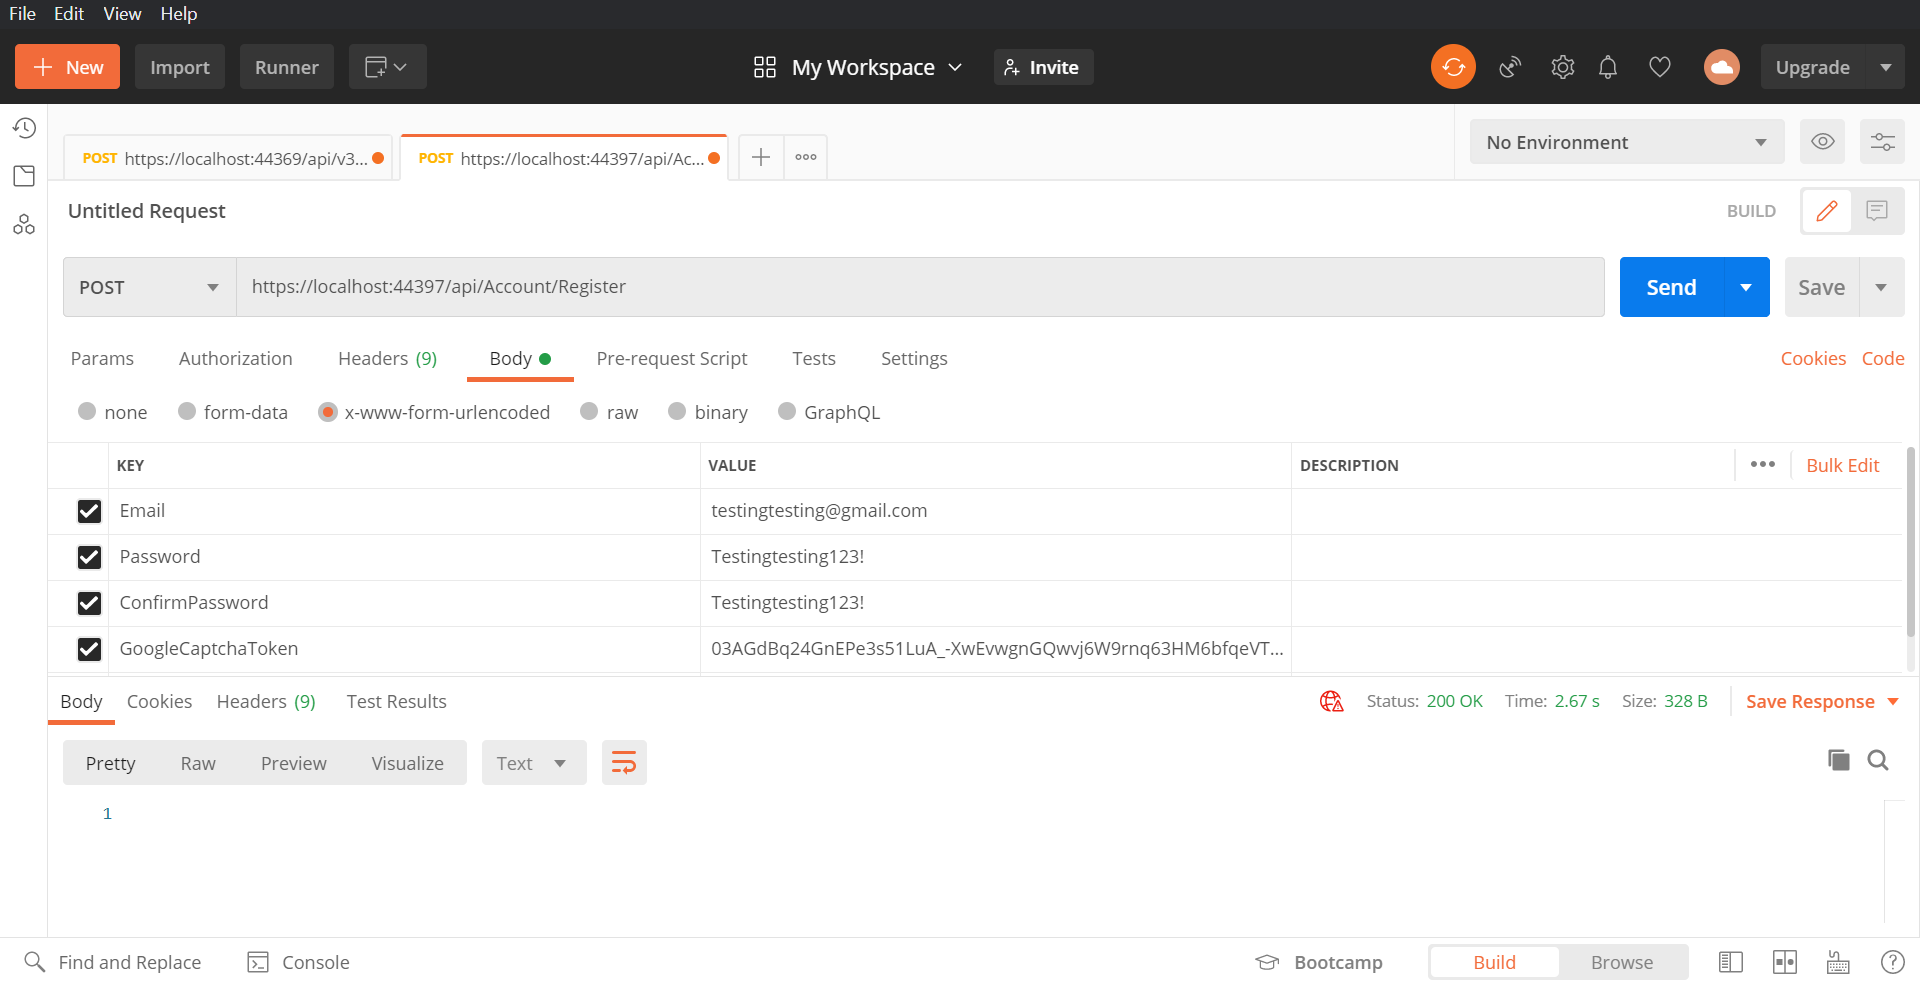 File Edit View Help
New Import Runner My Workspace Invite Upgrade
POST https://localhost:44369/api/v3... POST https://localhost:44397/api/Ac... No Environment
Untitled Request BUILD
POST https://localhost:44397/api/Account/Register Send Save
Params Authorization Headers (9) Body Pre-request Script Tests Settings Cookies Code
none form-data x-www-form-urlencoded raw binary GraphQL
KEY VALUE DESCRIPTION Bulk Edit
Email testingtesting@gmail.com
Password Testingtesting123!
ConfirmPassword Testingtesting123!
GoogleCaptchaToken 03AGdBq24GnEPe3s51LuA_-XwEvwgnGQwvj6W9rnq63HM6bfqeVT...
Body Cookies Headers (9) Test Results Status: 200 OK Time: 2.67 s Size: 328 B Save Response
Pretty Raw Preview Visualize Text
1
Find and Replace Console Bootcamp Build Browse